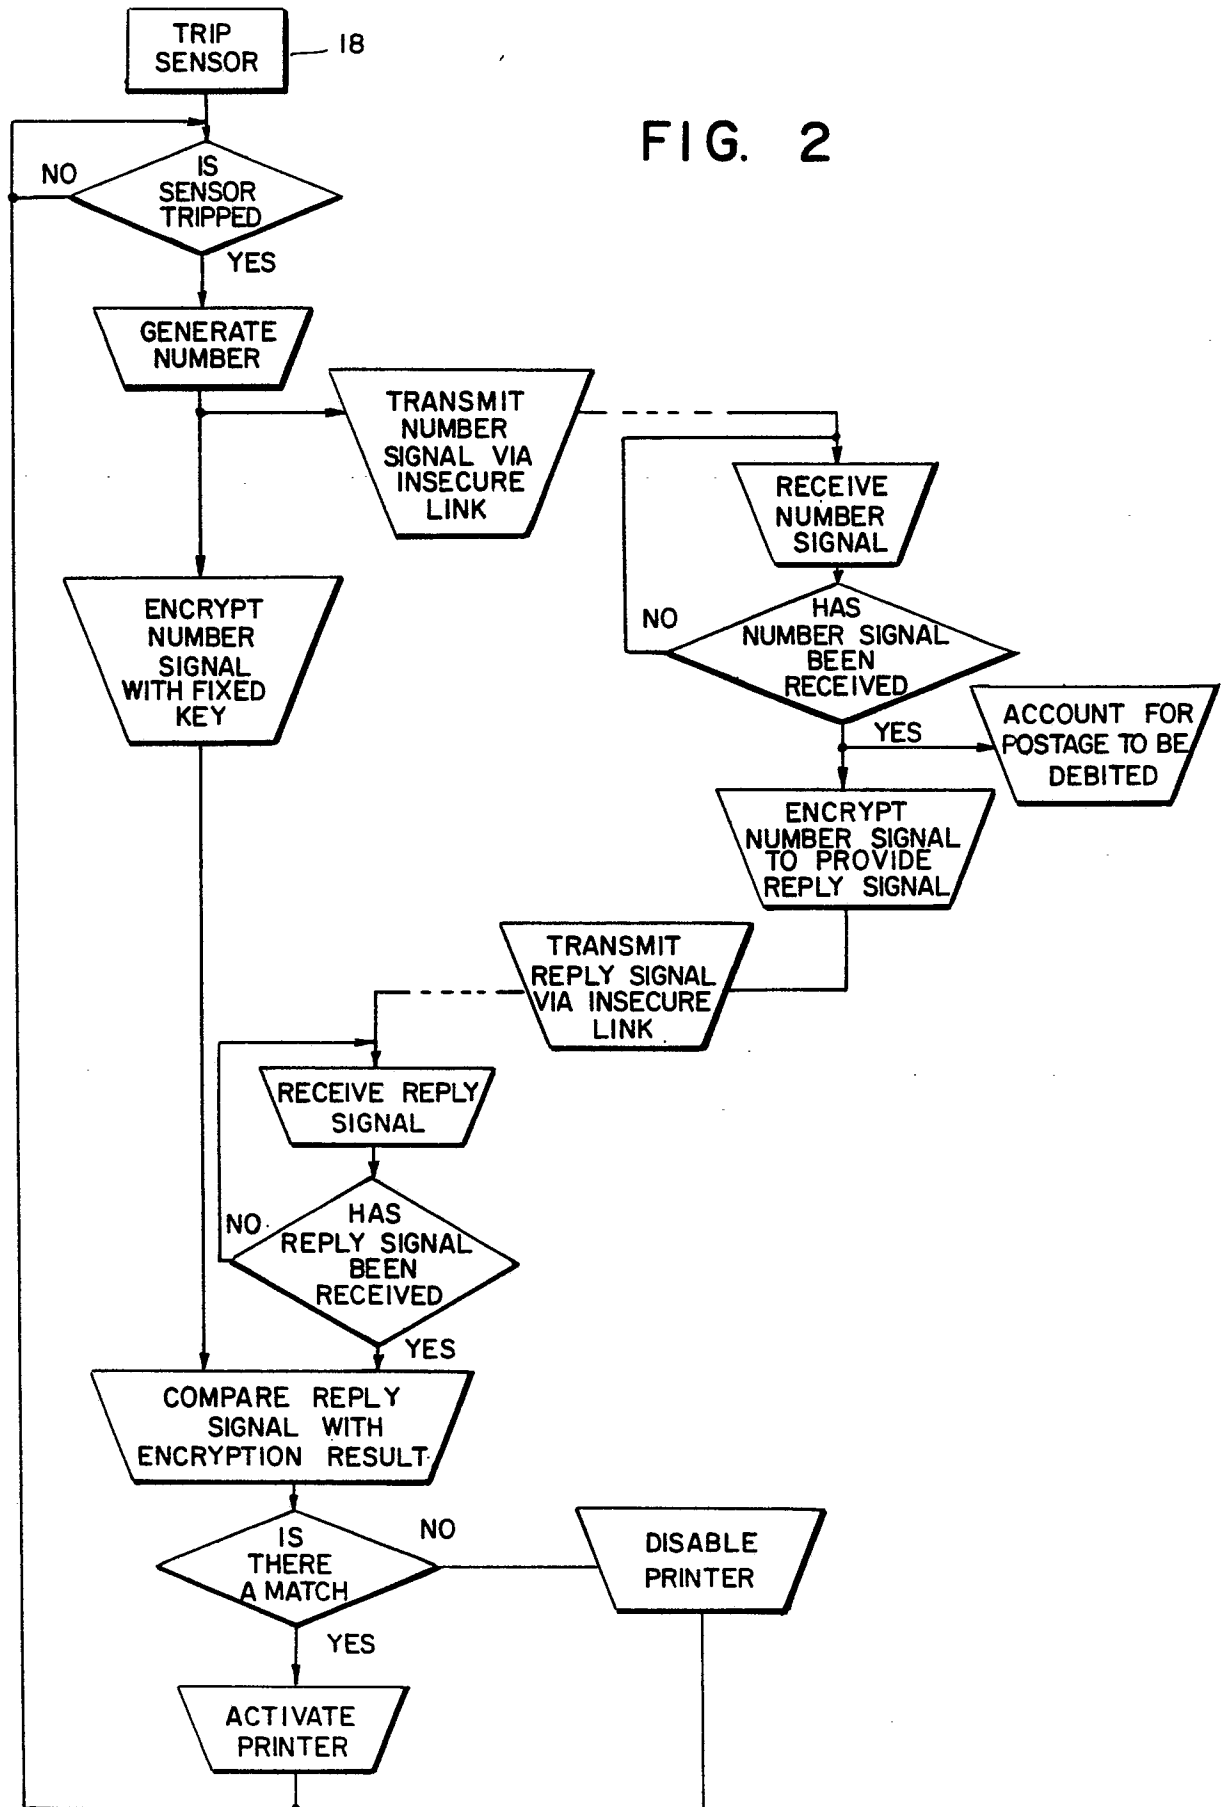 TRIP
SENSOR
18
FIG. 2
NO
IS
SENSOR
TRIPPED
YES
GENERATE
NUMBER
TRANSMIT
NUMBER
SIGNAL VIA
INSECURE
LINK
RECEIVE
NUMBER
SIGNAL
ENCRYPT
NUMBER
SIGNAL
WITH FIXED
KEY
NO
HAS
NUMBER SIGNAL
BEEN
RECEIVED
YES
ACCOUNT FOR
POSTAGE TO BE
DEBITED
ENCRYPT
NUMBER SIGNAL
TO PROVIDE
REPLY SIGNAL
TRANSMIT
REPLY SIGNAL
VIA INSECURE
LINK
RECEIVE REPLY
SIGNAL
NO
HAS
REPLY SIGNAL
BEEN
RECEIVED
YES
COMPARE REPLY
SIGNAL WITH
ENCRYPTION RESULT
IS
THERE
A MATCH
NO
DISABLE
PRINTER
YES
ACTIVATE
PRINTER